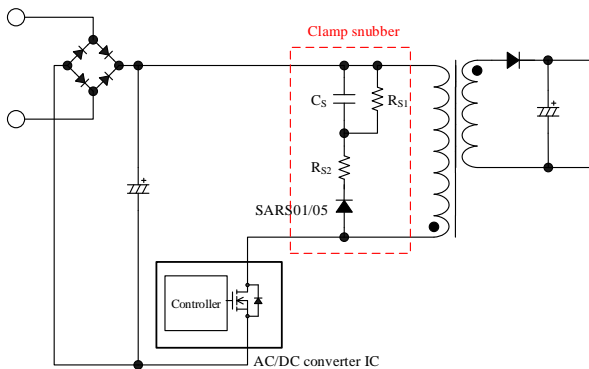 Clamp snubber
CS
RS1
RS2
SARS01/05
Controller
AC/DC converter IC